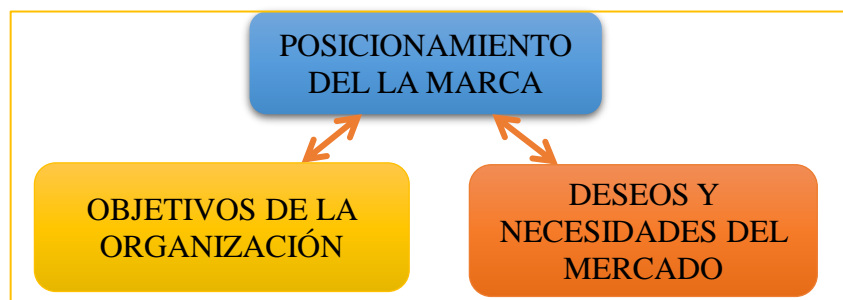 POSICIONAMIENTO
DEL LA MARCA
OBJETIVOS DE LA
ORGANIZACIÓN
DESEOS Y
NECESIDADES DEL
MERCADO